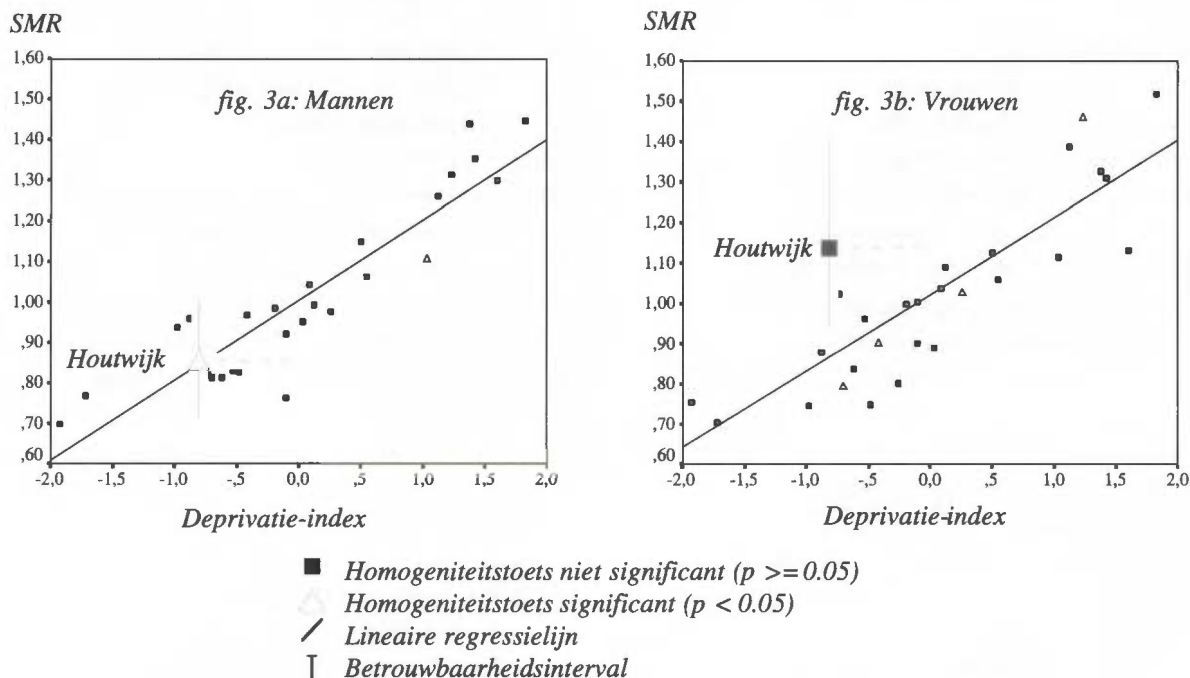 SMR
1,60
fig. 3a: Mannen
1,50
1,40
1,30
1,20
1,10
1,00
,90
Houtwijk
,80
,70
,60
-2,0 -1,5 -1,0 -,5 0,0 ,5 1,0 1,5 2,0
Deprivatie-index
SMR
1,60
fig. 3b: Vrouwen
1,50
1,40
1,30
1,20
Houtwijk
1,10
1,00
,90
,80
,70
,60
-2,0 -1,5 -1,0 -,5 0,0 ,5 1,0 1,5 2,0
Deprivatie-index
Homogeniteitstoets niet significant (p >= 0.05)
Homogeniteitstoets significant (p < 0.05)
Lineaire regressielijn
Betrouwbaarheidsinterval